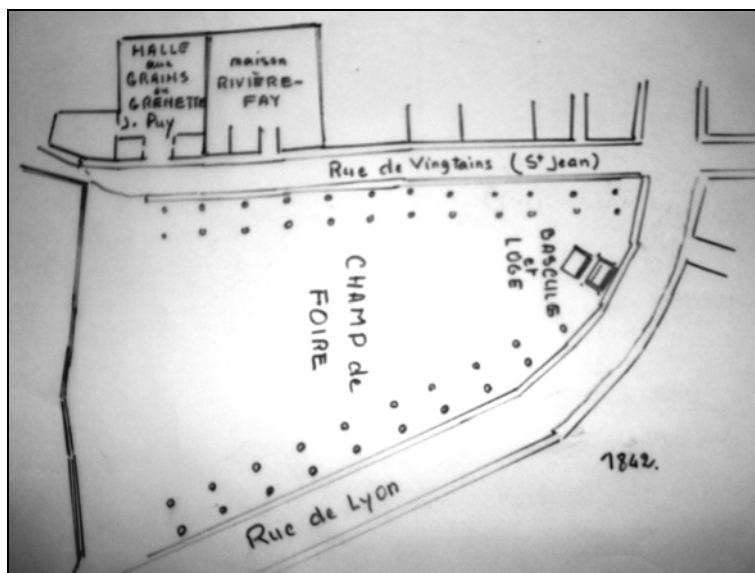 HALLE
aux
GRAINS
ou
GRENETTE
J. Puy
maison
RIVIÈRE-
FAY
Rue de Vingtains (St Jean)
BASCULE
et
LOGE
CHAMP de
FOIRE
Rue de Lyon
1842.